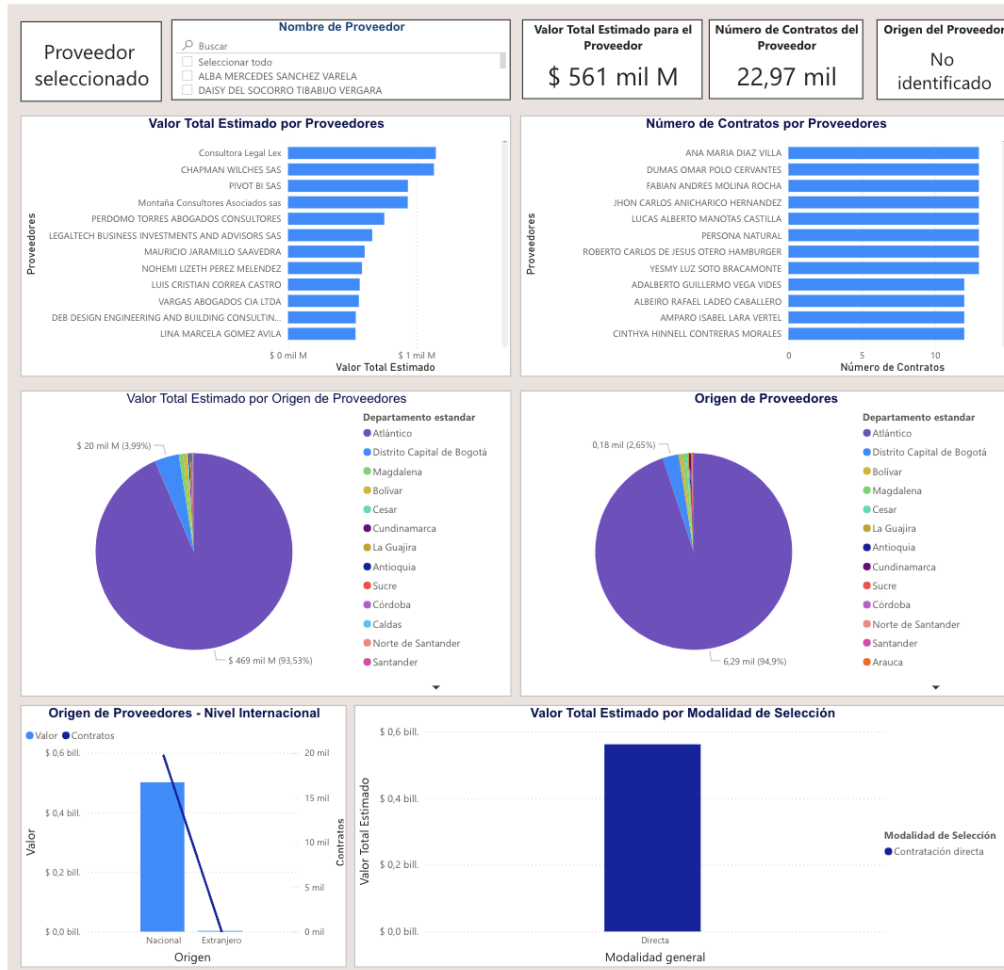 Proveedor
seleccionado
Nombre de Proveedor
Buscar
Seleccionar todo
ALBA MERCEDES SANCHEZ VARELA
DAISY DEL SOCORRO TIBABIJO VERGARA
Valor Total Estimado para el
Proveedor
$ 561 mil M
Número de Contratos del
Proveedor
22,97 mil
Origen del Proveedor
No
identificado
Valor Total Estimado por Proveedores
Proveedores
Consultora Legal Lex
CHAPMAN WILCHES SAS
PIVOT BI SAS
Montaña Consultores Asociados sas
PERDOMO TORRES ABOGADOS CONSULTORES
LEGALTECH BUSINESS INVESTMENTS AND ADVISORS SAS
MAURICIO JARAMILLO SAAVEDRA
NOHEMI LIZETH PEREZ MELENDEZ
LUIS CRISTIAN CORREA CASTRO
VARGAS ABOGADOS CIA LTDA
DEB DESIGN ENGINEERING AND BUILDING CONSULTIN...
LINA MARCELA GOMEZ AVILA
$ 0 mil M $ 1 mil M
Valor Total Estimado
Número de Contratos por Proveedores
Proveedores
ANA MARIA DIAZ VILLA
DUMAS OMAR POLO CERVANTES
FABIAN ANDRES MOLINA ROCHA
JHON CARLOS ANICHARICO HERNANDEZ
LUCAS ALBERTO MANOTAS CASTILLA
PERSONA NATURAL
ROBERTO CARLOS DE JESUS OTERO HAMBURGER
YESMY LUZ SOTO BRACAMONTE
ADALBERTO GUILLERMO VEGA VIDES
ALBEIRO RAFAEL LADEO CABALLERO
AMPARO ISABEL LARA VERTEL
CINTHYA HINNELL CONTRERAS MORALES
0 5 10
Número de Contratos
Valor Total Estimado por Origen de Proveedores
$ 20 mil M (3,99%)
$ 469 mil M (93,53%)
Departamento estandar
Atlántico
Distrito Capital de Bogotá
Magdalena
Bolívar
Cesar
Cundinamarca
La Guajira
Antioquia
Sucre
Córdoba
Caldas
Norte de Santander
Santander
Origen de Proveedores
0,18 mil (2,65%)
6,29 mil (94,9%)
Departamento estandar
Atlántico
Distrito Capital de Bogotá
Bolívar
Magdalena
Cesar
La Guajira
Antioquia
Cundinamarca
Sucre
Córdoba
Norte de Santander
Santander
Arauca
Origen de Proveedores - Nivel Internacional
Valor Contratos
Valor
$ 0,6 bill.
$ 0,4 bill.
$ 0,2 bill.
$ 0,0 bill.
20 mil
15 mil
10 mil
5 mil
0 mil
Contratos
Nacional Extranjero
Origen
Valor Total Estimado por Modalidad de Selección
Valor Total Estimado
$ 0,6 bill.
$ 0,4 bill.
$ 0,2 bill.
$ 0,0 bill.
Directa
Modalidad general
Modalidad de Selección
Contratación directa